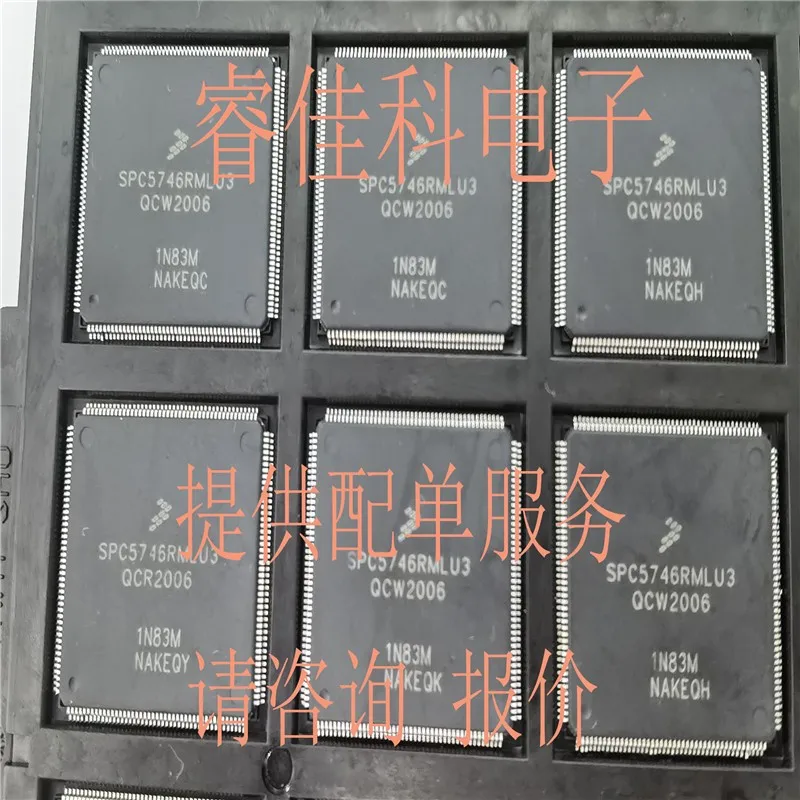 睿佳科电子
SPC5746RMLU3
QCW2006
1N83M
NAKEQC
SPC5746RMLU3
QCW2006
1N83M
NAKEQC
SPC5746RMLU3
QCW2006
1N83M
NAKEQH
提供配单服务
SPC5746RMLU3
QCR2006
1N83M
NAKEQY
SPC5746RMLU3
QCW2006
1N83M
NAKEQK
SPC5746RMLU3
QCW2006
1N83M
NAKEQH
请咨询 报价